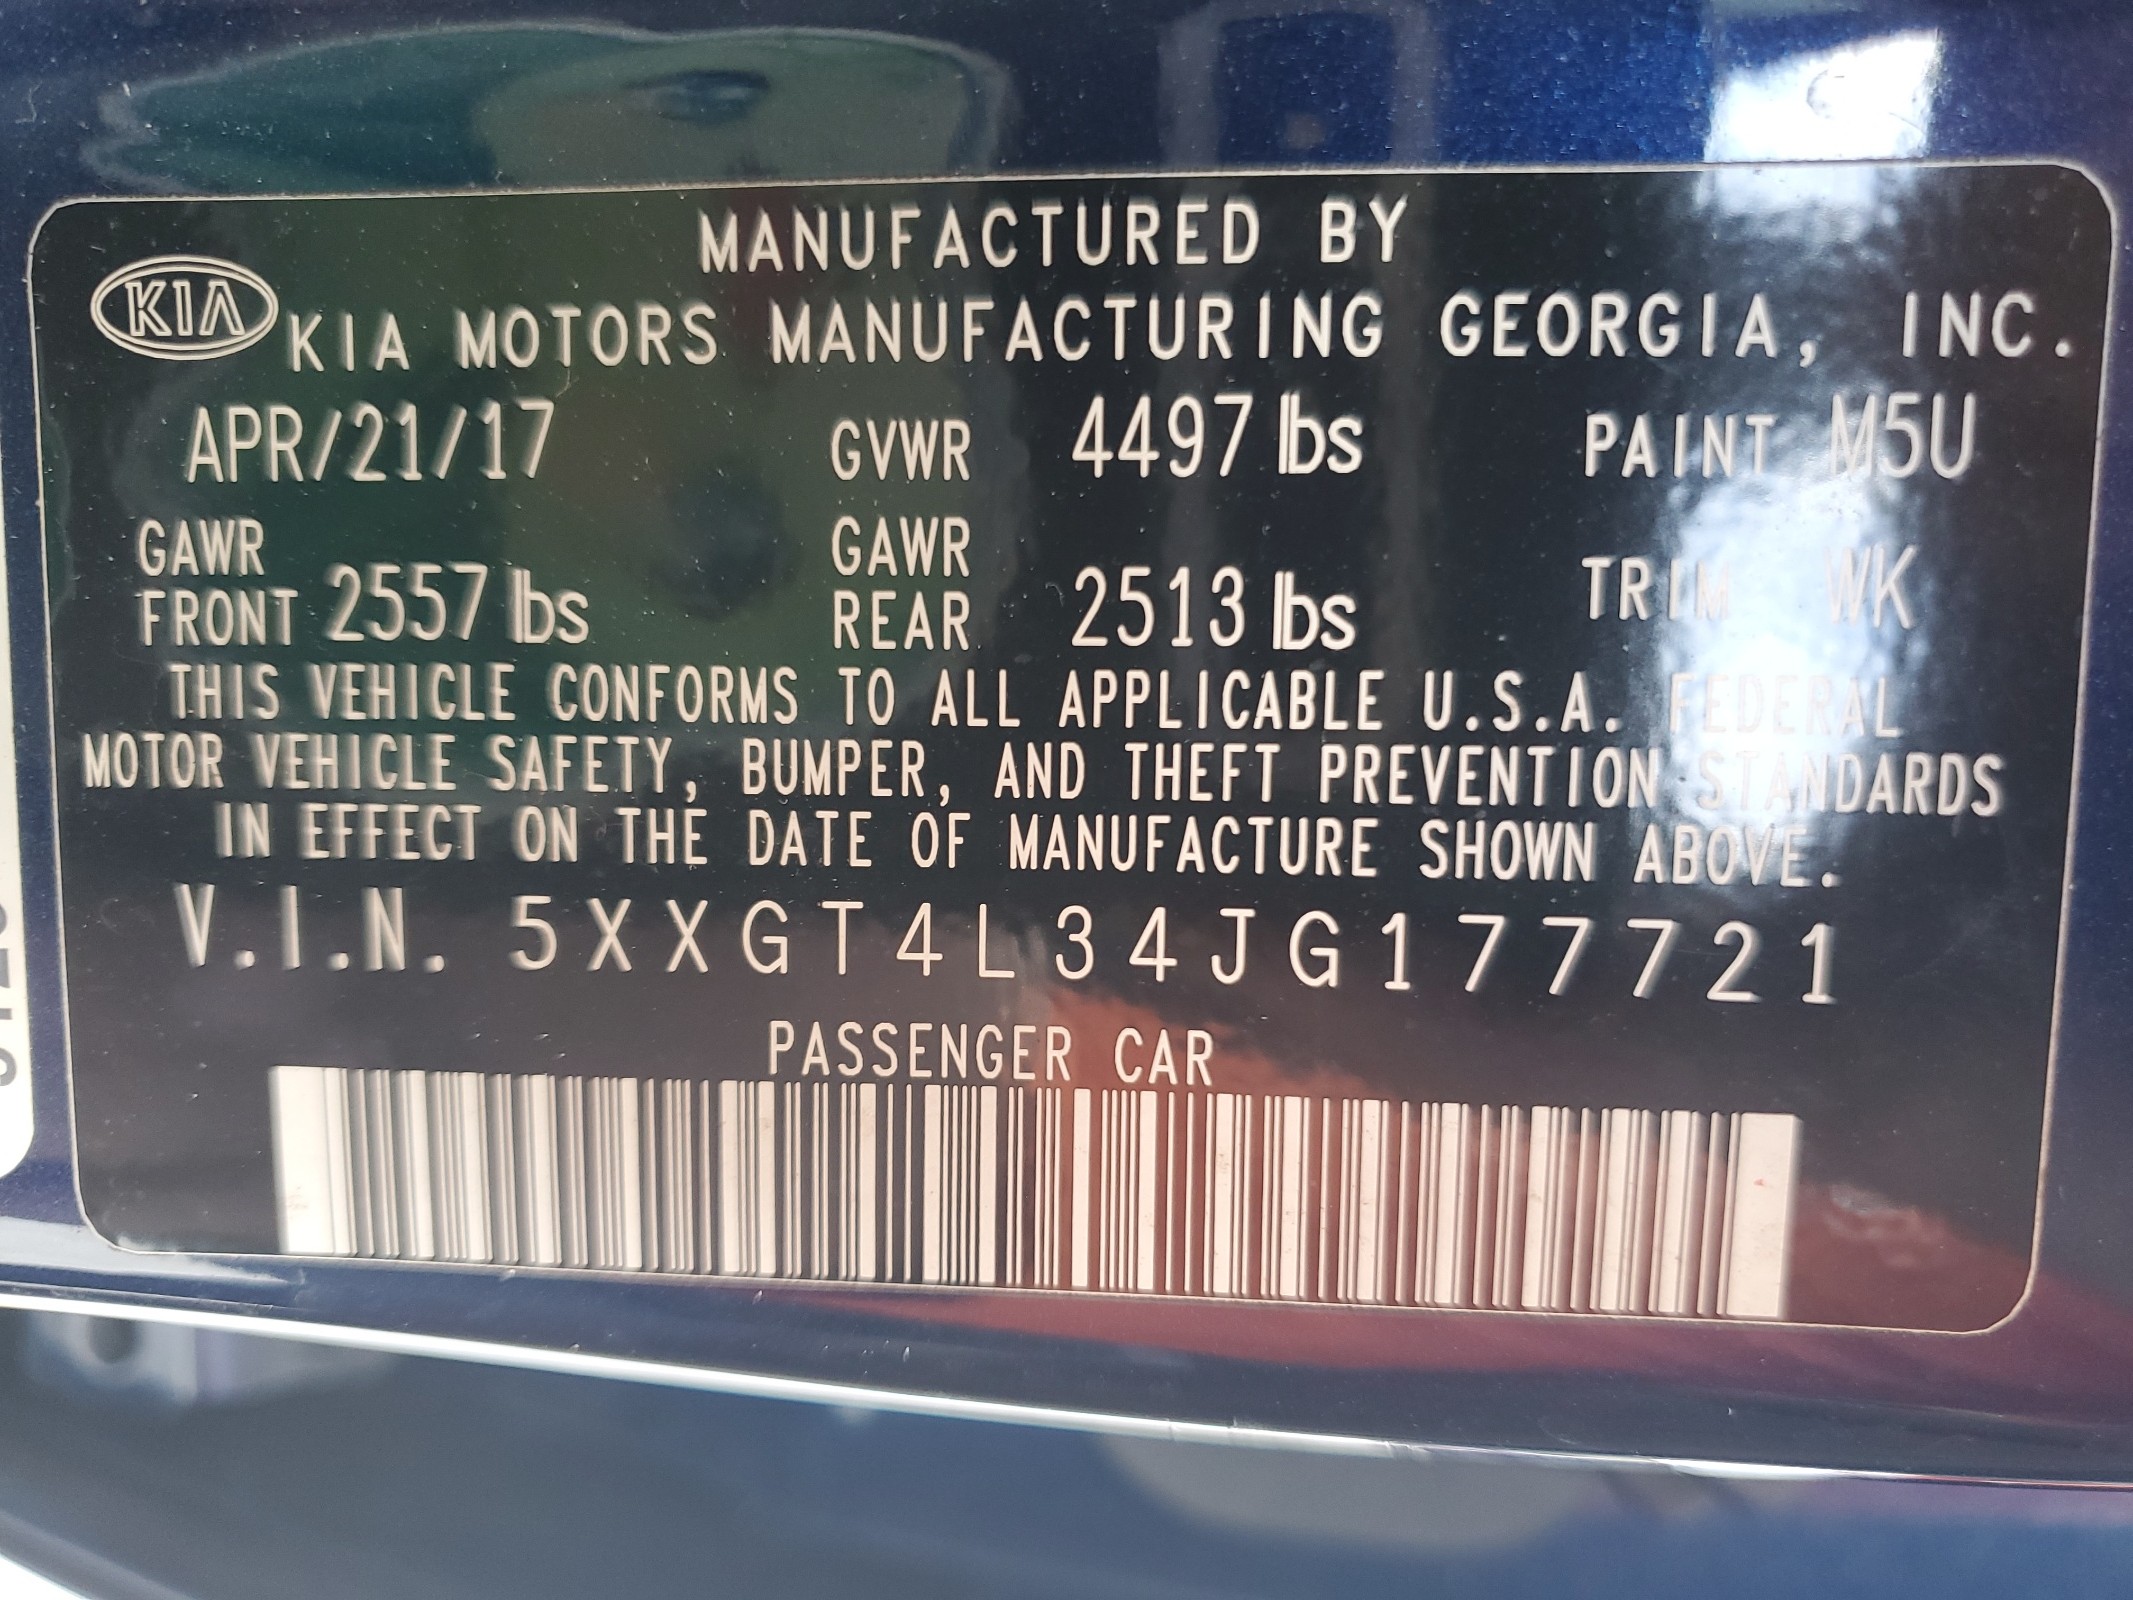 MANUFACTURED BY
KIA KIA MOTORS MANUFACTURING GEORGIA, INC.
APR/21/17 GVWR 4497 lbs PAINT M5U
GAWR FRONT 2557 lbs GAWR REAR 2513 lbs TRIM WK
THIS VEHICLE CONFORMS TO ALL APPLICABLE U.S.A. FEDERAL
MOTOR VEHICLE SAFETY, BUMPER, AND THEFT PREVENTION STANDARDS
IN EFFECT ON THE DATE OF MANUFACTURE SHOWN ABOVE.
V.I.N. 5XXGT4L34JG177721
PASSENGER CAR